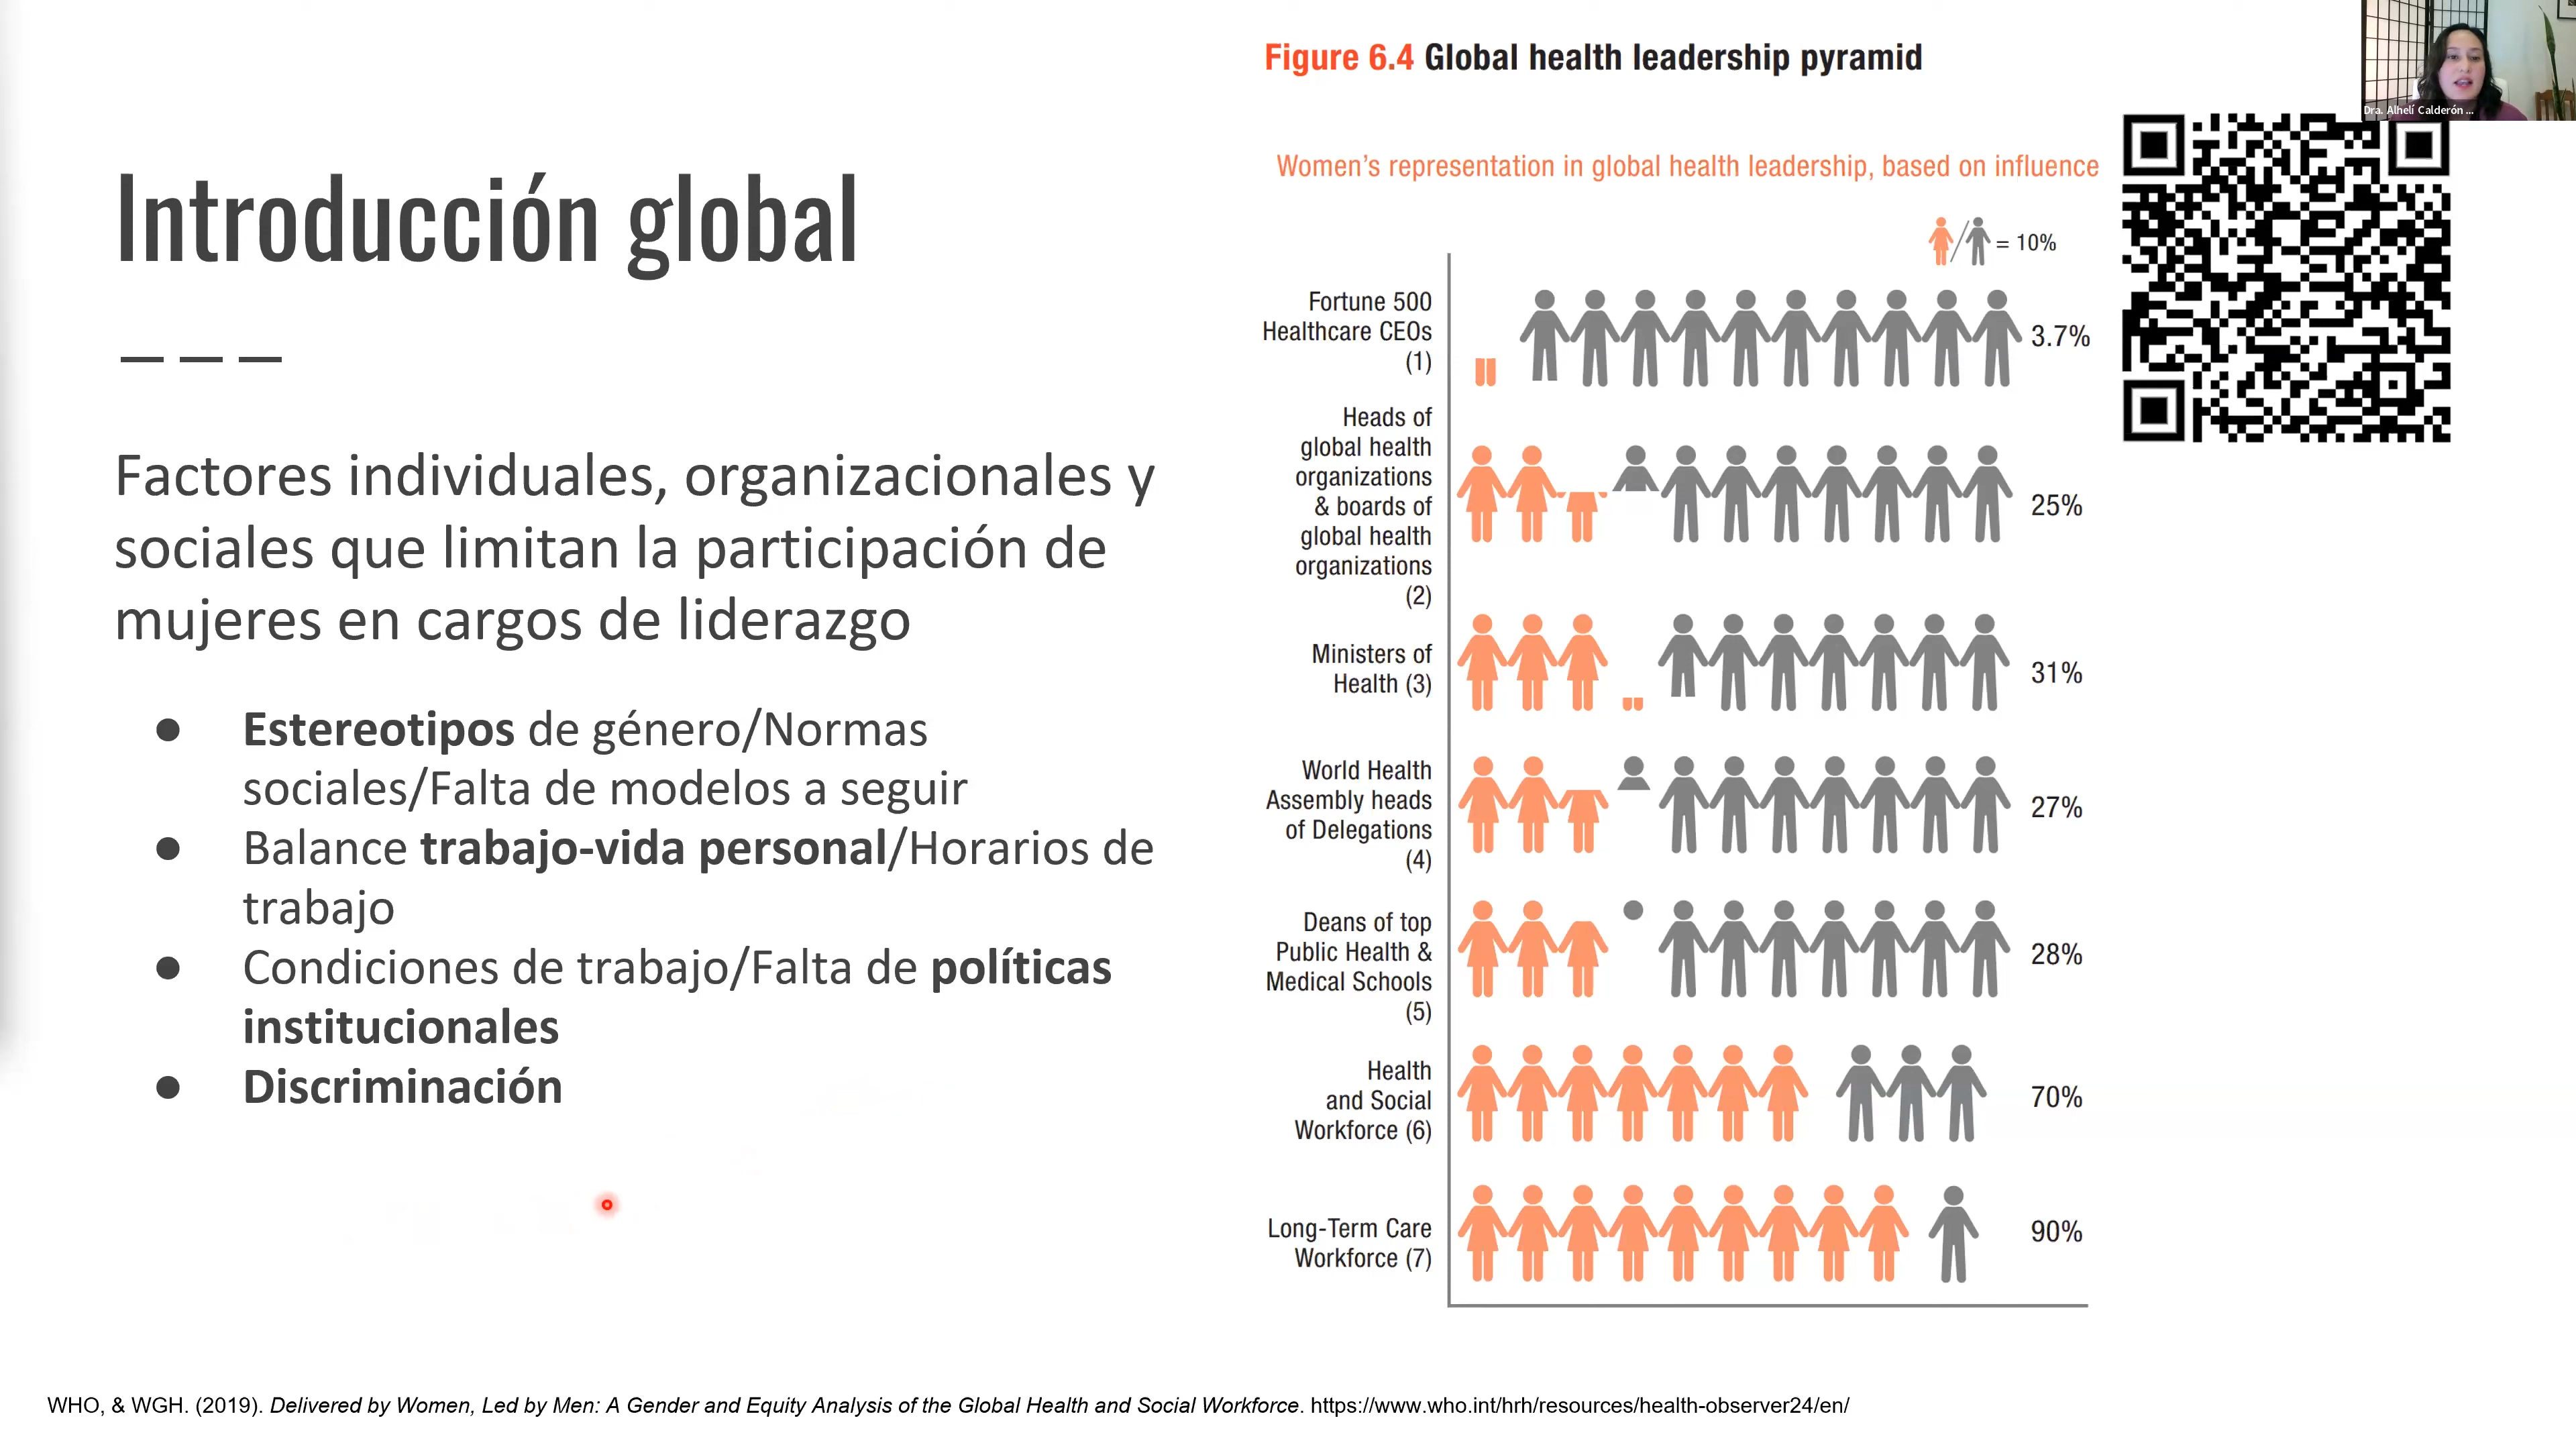 Introducción global
Factores individuales, organizacionales y
sociales que limitan la participación de
mujeres en cargos de liderazgo
● Estereotipos de género/Normas
sociales/Falta de modelos a seguir
● Balance trabajo-vida personal/Horarios de
trabajo
● Condiciones de trabajo/Falta de políticas
institucionales
● Discriminación
Figure 6.4 Global health leadership pyramid
Women's representation in global health leadership, based on influence
= 10%
Fortune 500
Healthcare CEOs
(1)
3.7%
Heads of
global health
organizations
& boards of
global health
organizations
(2)
25%
Ministers of
Health (3)
31%
World Health
Assembly heads
of Delegations
(4)
27%
Deans of top
Public Health &
Medical Schools
(5)
28%
Health
and Social
Workforce (6)
70%
Long-Term Care
Workforce (7)
90%
Dra. Alhelí Calderón ...
WHO, & WGH. (2019). Delivered by Women, Led by Men: A Gender and Equity Analysis of the Global Health and Social Workforce. https://www.who.int/hrh/resources/health-observer24/en/